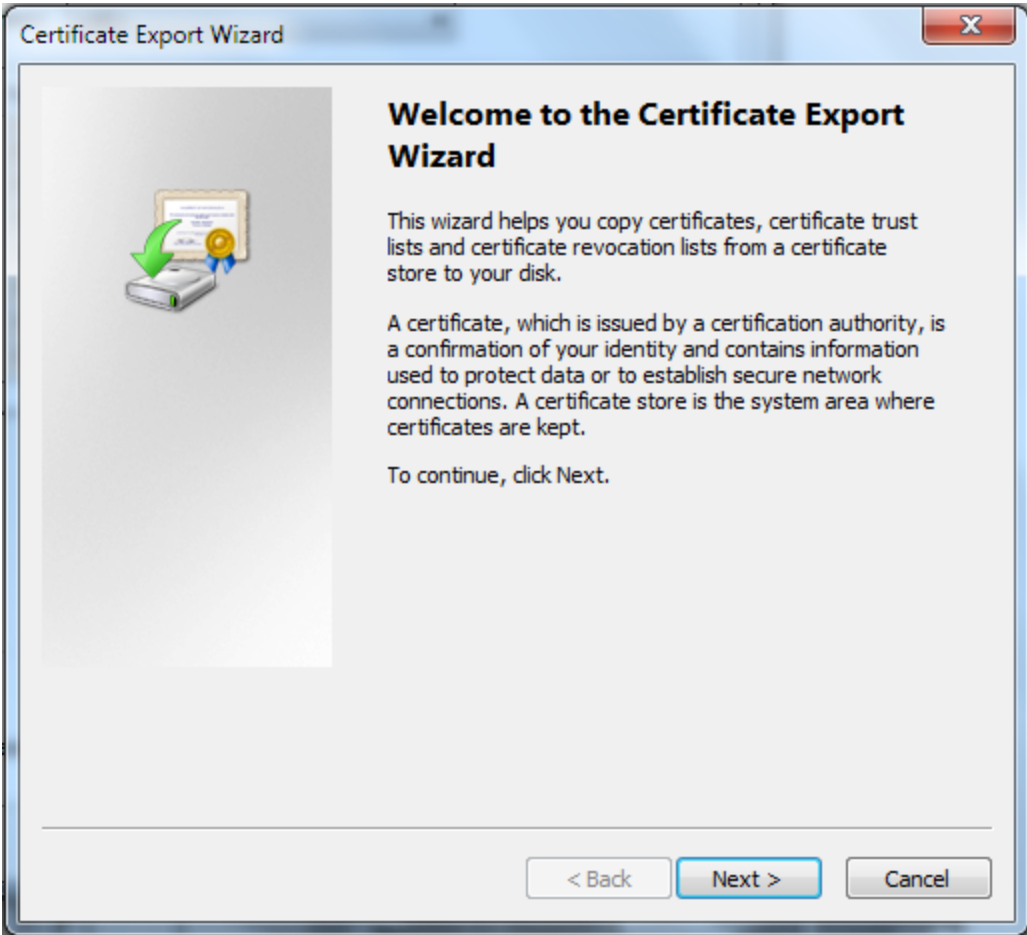 Certificate Export Wizard
X
Welcome to the Certificate Export
Wizard
This wizard helps you copy certificates, certificate trust
lists and certificate revocation lists from a certificate
store to your disk.
A certificate, which is issued by a certification authority, is
a confirmation of your identity and contains information
used to protect data or to establish secure network
connections. A certificate store is the system area where
certificates are kept.
To continue, click Next.
< Back
Next >
Cancel